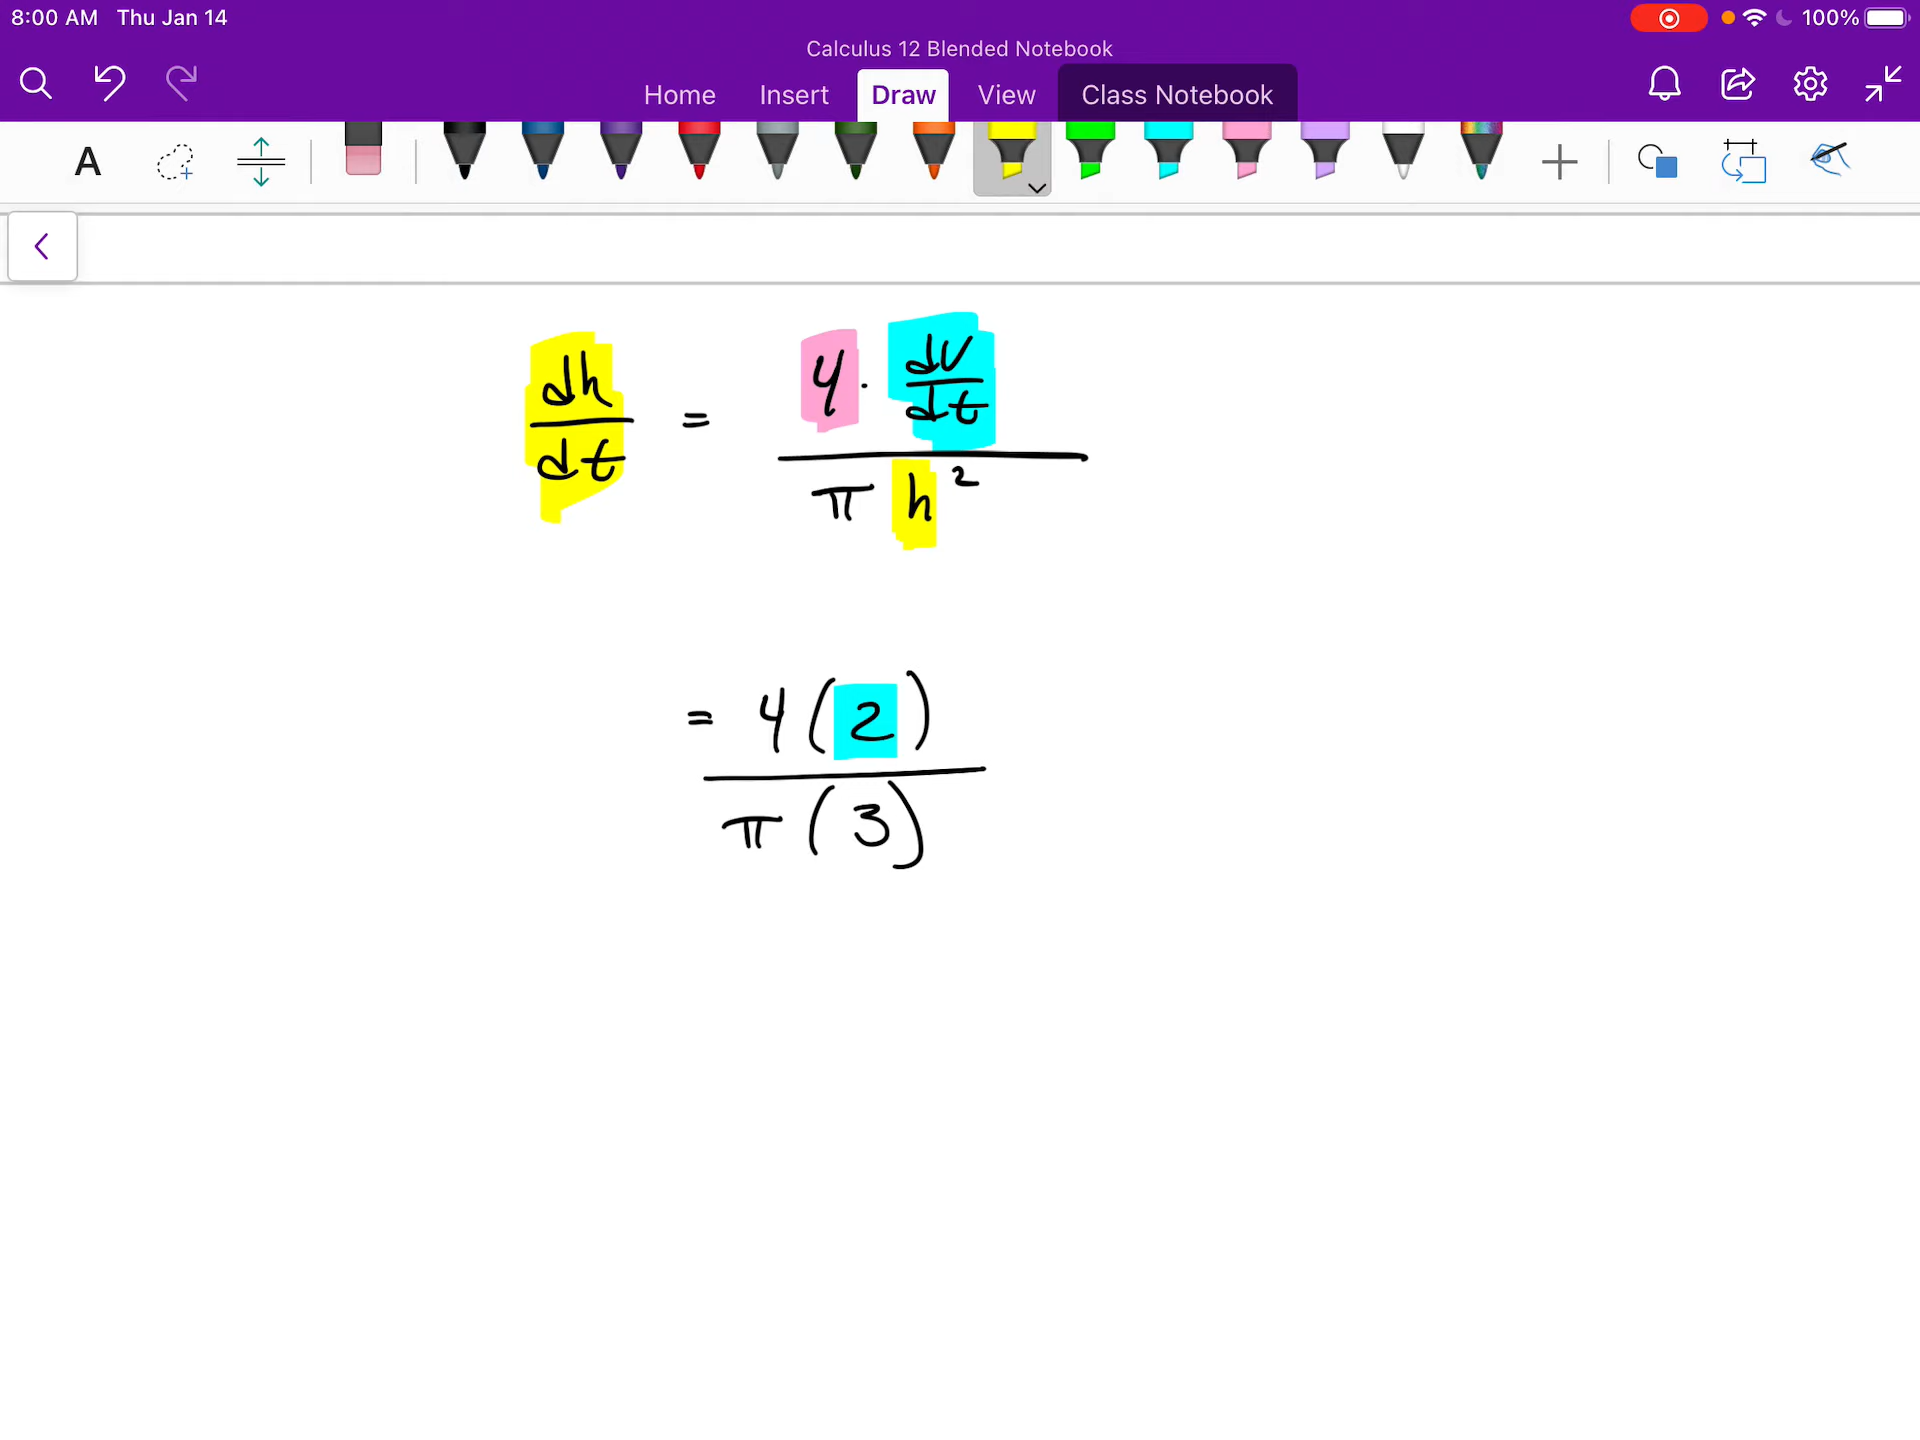 8:00 AM Thu Jan 14 100%
Calculus 12 Blended Notebook
Home Insert Draw View Class Notebook
A
dh/dt = (4 · dv/dt) / (π h²)
= 4(2) / π(3)